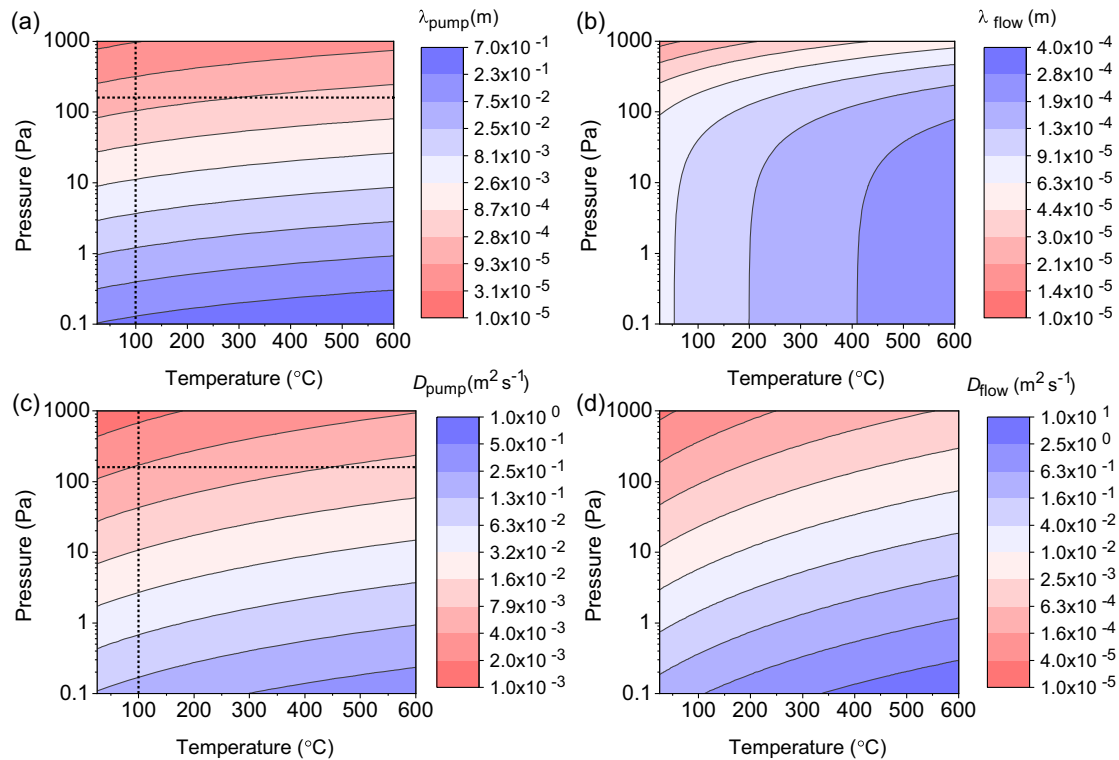 (a)
λpump(m)
1000
100
10
1
0.1
Pressure (Pa)
100 200 300 400 500 600
Temperature (°C)
7.0x10 -1
2.3x10 -1
7.5x10 -2
2.5x10 -2
8.1x10 -3
2.6x10 -3
8.7x10 -4
2.8x10 -4
9.3x10 -5
3.1x10 -5
1.0x10 -5
(b)
λ flow (m)
1000
100
10
1
0.1
Pressure (Pa)
100 200 300 400 500 600
Temperature (°C)
4.0x10 -4
2.8x10 -4
1.9x10 -4
1.3x10 -4
9.1x10 -5
6.3x10 -5
4.4x10 -5
3.0x10 -5
2.1x10 -5
1.4x10 -5
1.0x10 -5
(c)
Dpump(m2 s-1)
1000
100
10
1
0.1
Pressure (Pa)
100 200 300 400 500 600
Temperature (°C)
1.0x10 0
5.0x10 -1
2.5x10 -1
1.3x10 -1
6.3x10 -2
3.2x10 -2
1.6x10 -2
7.9x10 -3
4.0x10 -3
2.0x10 -3
1.0x10 -3
(d)
Dflow (m2 s-1)
1000
100
10
1
0.1
Pressure (Pa)
100 200 300 400 500 600
Temperature (°C)
1.0x10 1
2.5x10 0
6.3x10 -1
1.6x10 -1
4.0x10 -2
1.0x10 -2
2.5x10 -3
6.3x10 -4
1.6x10 -4
4.0x10 -5
1.0x10 -5